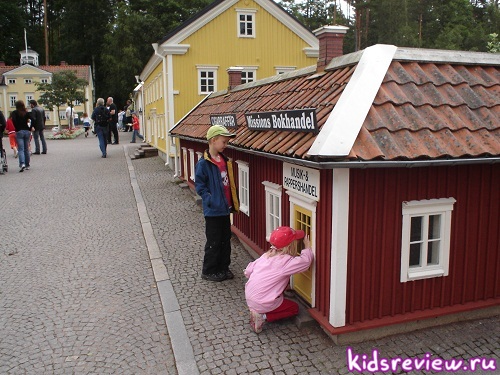 Missions Bokhandel
MUSIK- &
PAPPERSHANDEL
kidsreview.ru